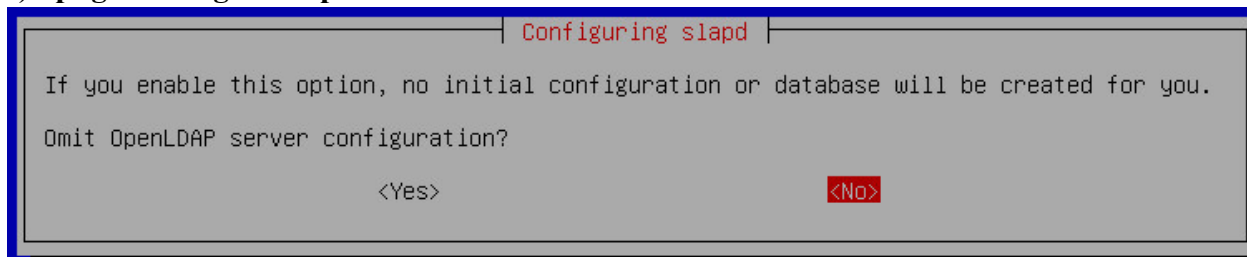 Configuring slapd
If you enable this option, no initial configuration or database will be created for you.
Omit OpenLDAP server configuration?
<Yes> <No>